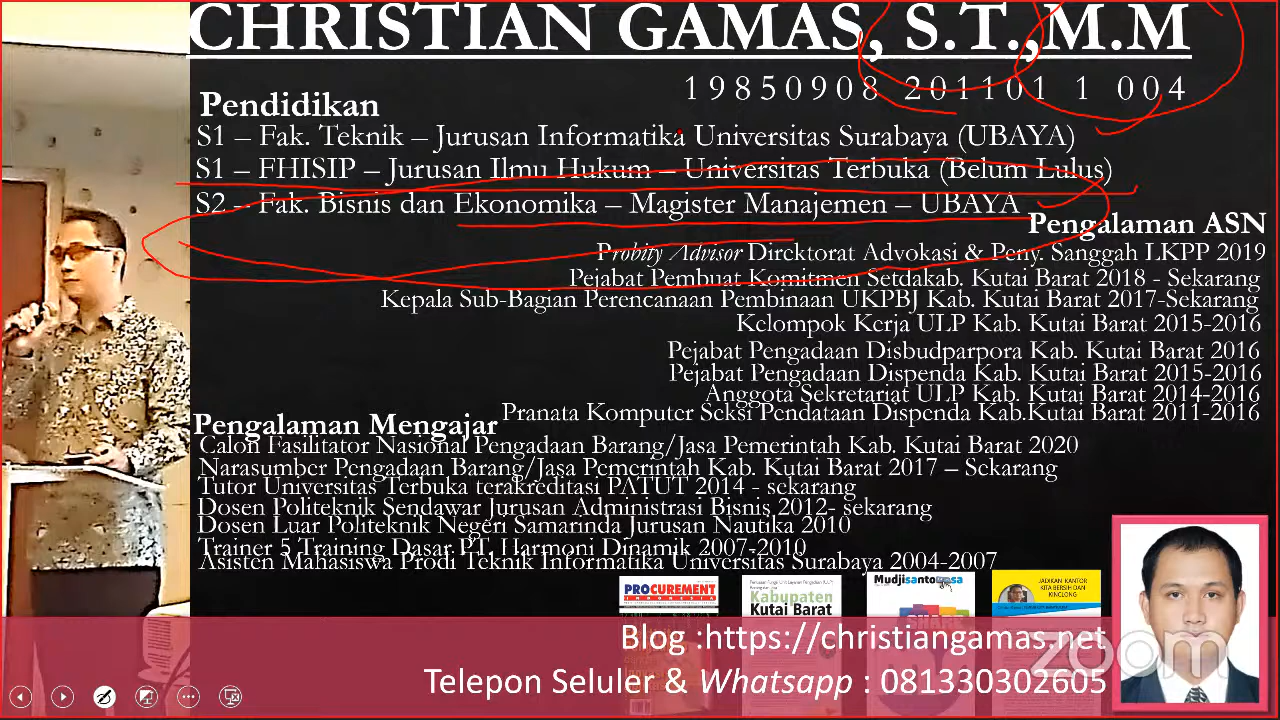 CHRISTIAN GAMAS, S.T.,M.M
19850908 201101 1 004
Pendidikan
S1 – Fak. Teknik – Jurusan Informatika Universitas Surabaya (UBAYA)
S1 – FHISIP – Jurusan Ilmu Hukum – Universitas Terbuka (Belum Lulus)
S2 – Fak. Bisnis dan Ekonomika – Magister Manajemen – UBAYA
Pengalaman ASN
Probity Advisor Direktorat Advokasi & Peny. Sanggah LKPP 2019
Pejabat Pembuat Komitmen Setdakab. Kutai Barat 2018 - Sekarang
Kepala Sub-Bagian Perencanaan Pembinaan UKPBJ Kab. Kutai Barat 2017-Sekarang
Kelompok Kerja ULP Kab. Kutai Barat 2015-2016
Pejabat Pengadaan Disbudparpora Kab. Kutai Barat 2016
Pejabat Pengadaan Dispenda Kab. Kutai Barat 2015-2016
Anggota Sekretariat ULP Kab. Kutai Barat 2014-2016
Pranata Komputer Seksi Pendataan Dispenda Kab.Kutai Barat 2011-2016
Pengalaman Mengajar
Calon Fasilitator Nasional Pengadaan Barang/Jasa Pemerintah Kab. Kutai Barat 2020
Narasumber Pengadaan Barang/Jasa Pemerintah Kab. Kutai Barat 2017 – Sekarang
Tutor Universitas Terbuka terakreditasi PATUT 2014 - sekarang
Dosen Politeknik Sendawar Jurusan Administrasi Bisnis 2012- sekarang
Dosen Luar Politeknik Negeri Samarinda Jurusan Nautika 2010
Trainer 5 Training Dasar PT. Harmoni Dinamik 2007-2010
Asisten Mahasiswa Prodi Teknik Informatika Universitas Surabaya 2004-2007
PROCUREMENT
INDONESIA
Kabupaten
Kutai Barat
Mudjisantosa
SHARE
JADIKAN KANTOR
KITA BERSIH DAN
KINCLONG
Blog :https://christiangamas.net
Telepon Seluler & Whatsapp : 081330302605
zoom